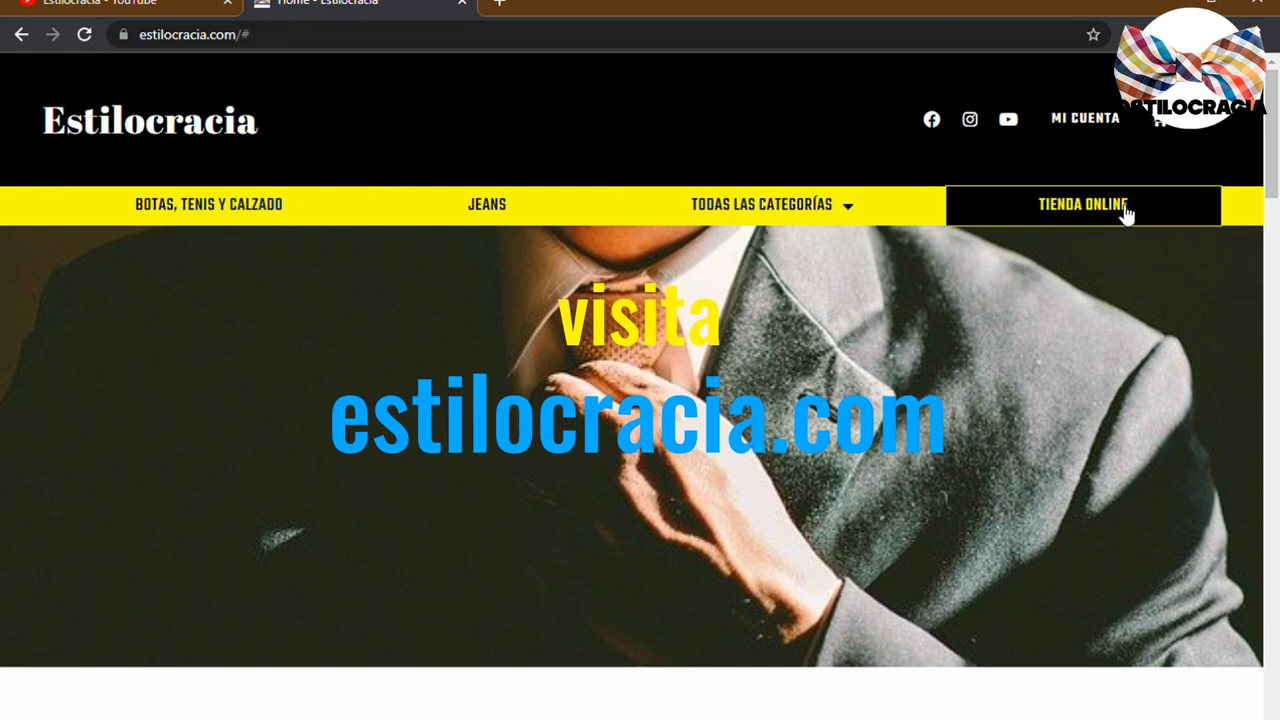 Estilocracia - YouTube
Home - Estilocracia
estilocracia.com/#
Estilocracia
MI CUENTA
ESTILOCRACIA
BOTAS, TENIS Y CALZADO
JEANS
TODAS LAS CATEGORÍAS
TIENDA ONLINE
visita
estilocracia.com